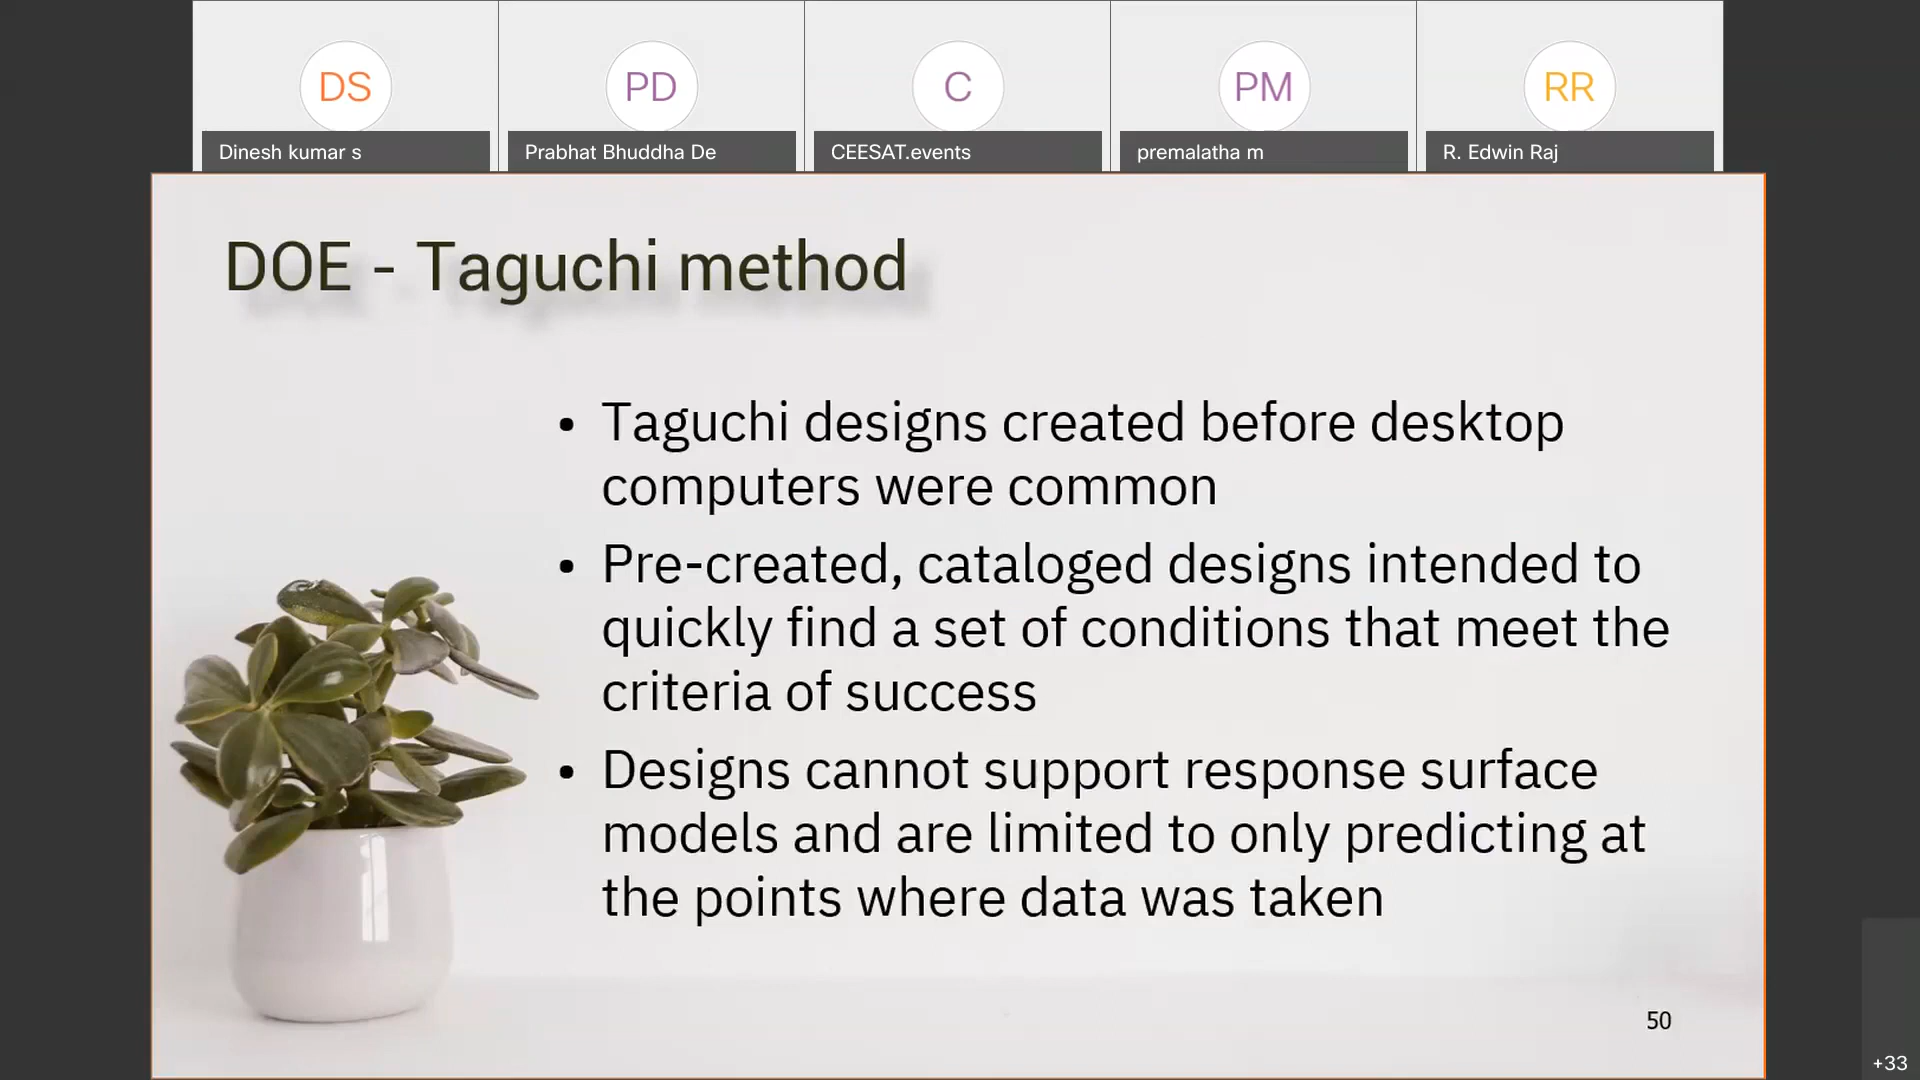 DS
PD
C
PM
RR
Dinesh kumar s
Prabhat Bhuddha De
CEESAT.events
premalatha m
R. Edwin Raj
DOE - Taguchi method
• Taguchi designs created before desktop
computers were common
• Pre-created, cataloged designs intended to
quickly find a set of conditions that meet the
criteria of success
• Designs cannot support response surface
models and are limited to only predicting at
the points where data was taken
50
+33